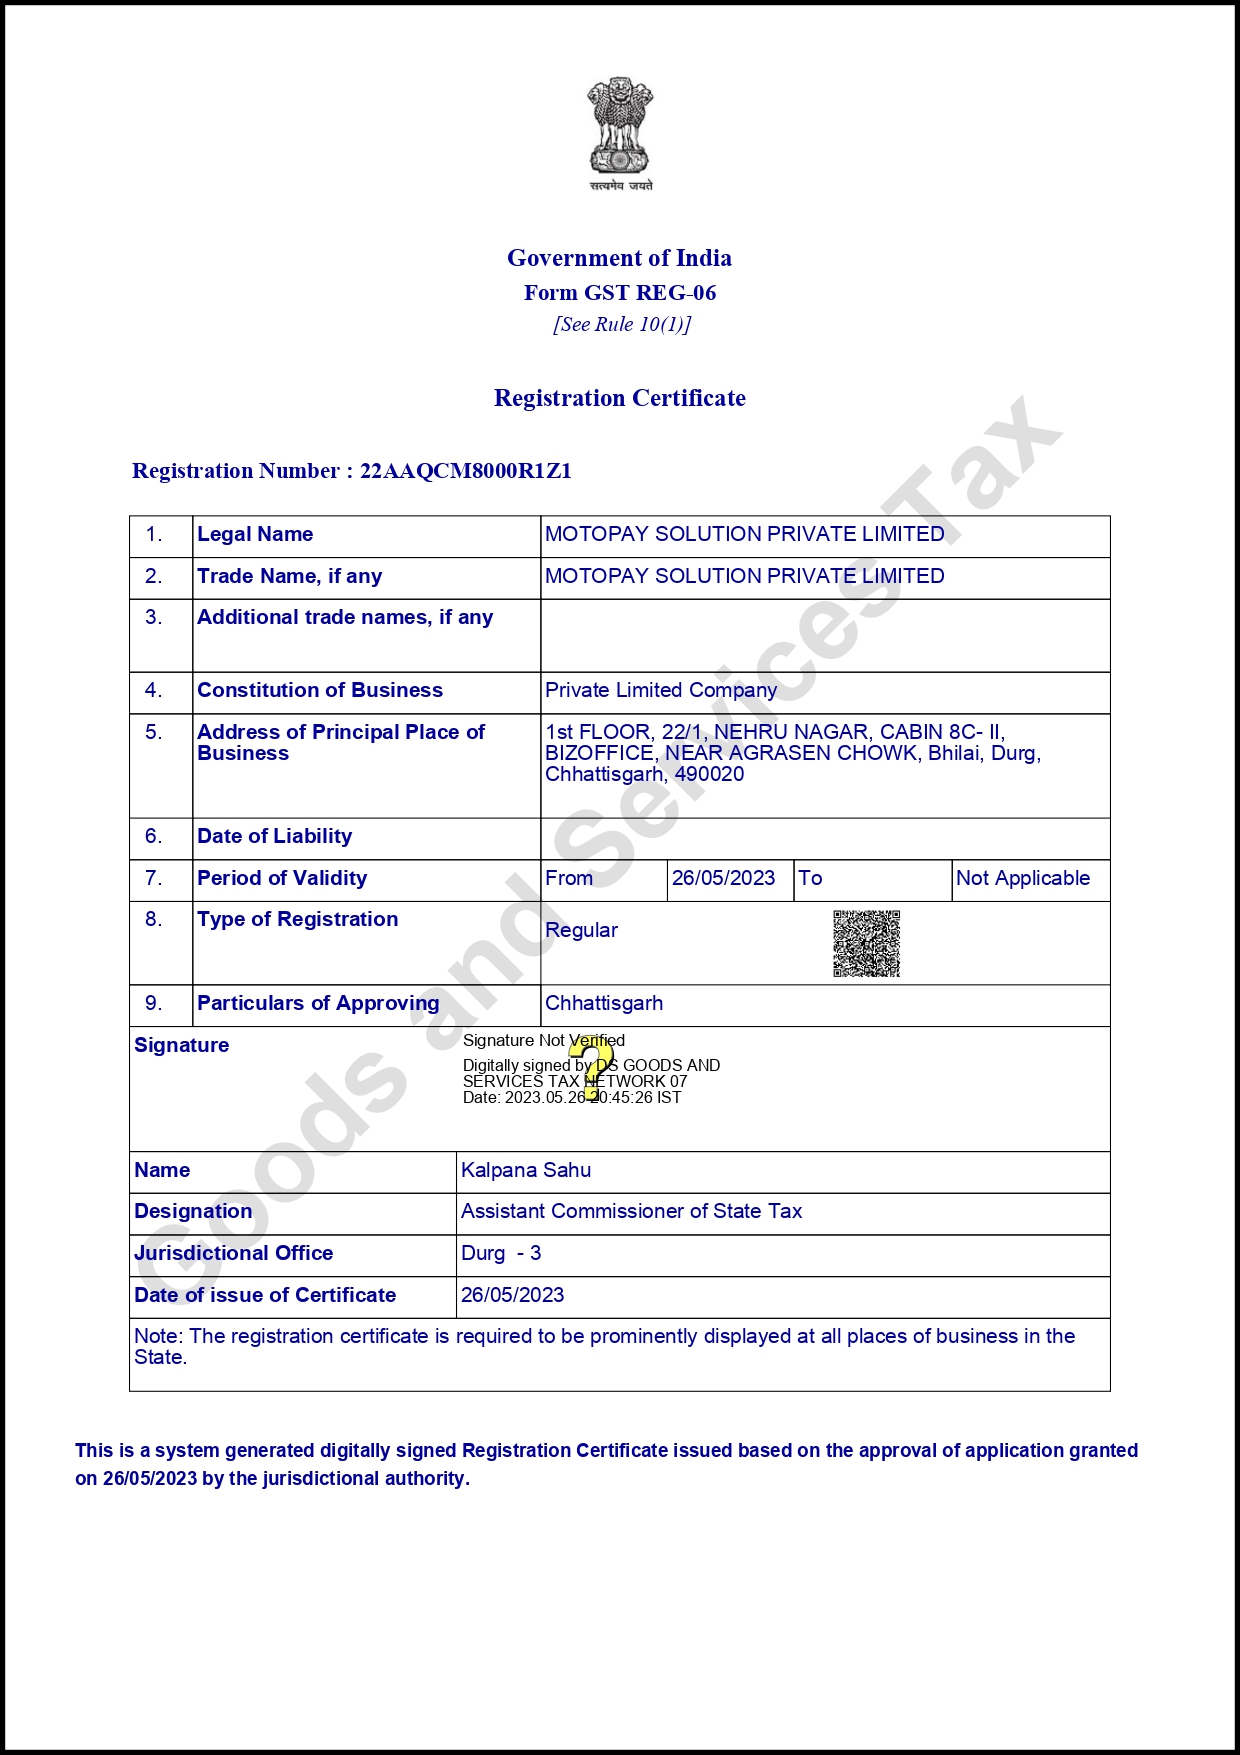 सत्यमेव जयते
Government of India
Form GST REG-06
[See Rule 10(1)]
Registration Certificate
Registration Number : 22AAQCM8000R1Z1
1. Legal Name MOTOPAY SOLUTION PRIVATE LIMITED
2. Trade Name, if any MOTOPAY SOLUTION PRIVATE LIMITED
3. Additional trade names, if any
4. Constitution of Business Private Limited Company
5. Address of Principal Place of 1st FLOOR, 22/1, NEHRU NAGAR, CABIN 8C- II,
Business BIZOFFICE, NEAR AGRASEN CHOWK, Bhilai, Durg,
Chhattisgarh, 490020
6. Date of Liability
7. Period of Validity From 26/05/2023 To Not Applicable
8. Type of Registration Regular
9. Particulars of Approving Chhattisgarh
Signature Signature Not Verified
Digitally signed by DS GOODS AND
SERVICES TAX NETWORK 07
Date: 2023.05.26 20:45:26 IST
Name Kalpana Sahu
Designation Assistant Commissioner of State Tax
Jurisdictional Office Durg - 3
Date of issue of Certificate 26/05/2023
Note: The registration certificate is required to be prominently displayed at all places of business in the
State.
This is a system generated digitally signed Registration Certificate issued based on the approval of application granted
on 26/05/2023 by the jurisdictional authority.
Goods and Services Tax